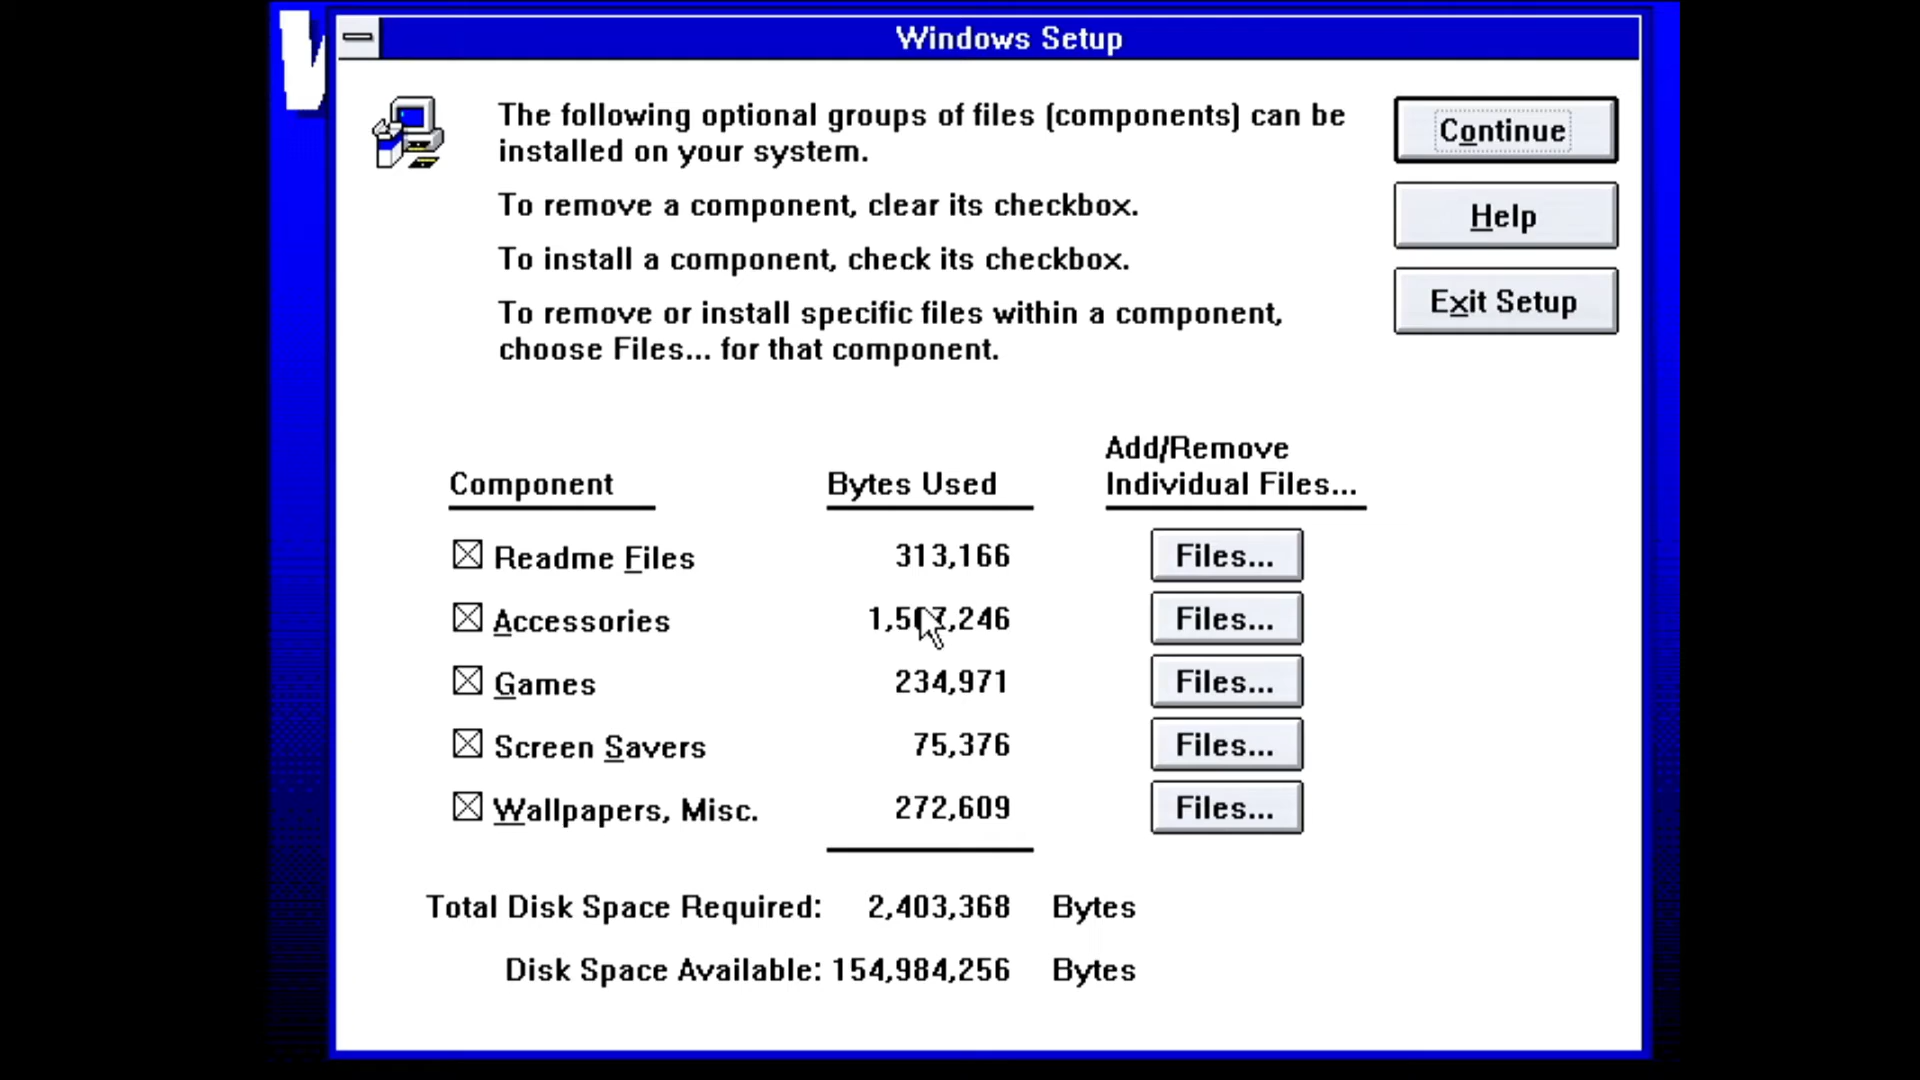 Windows Setup
The following optional groups of files (components) can be
installed on your system.
To remove a component, clear its checkbox.
To install a component, check its checkbox.
To remove or install specific files within a component,
choose Files... for that component.
Continue
Help
Exit Setup
Add/Remove
Component Bytes Used Individual Files...
Readme Files 313,166 Files...
Accessories 1,507,246 Files...
Games 234,971 Files...
Screen Savers 75,376 Files...
Wallpapers, Misc. 272,609 Files...
Total Disk Space Required: 2,403,368 Bytes
Disk Space Available: 154,984,256 Bytes